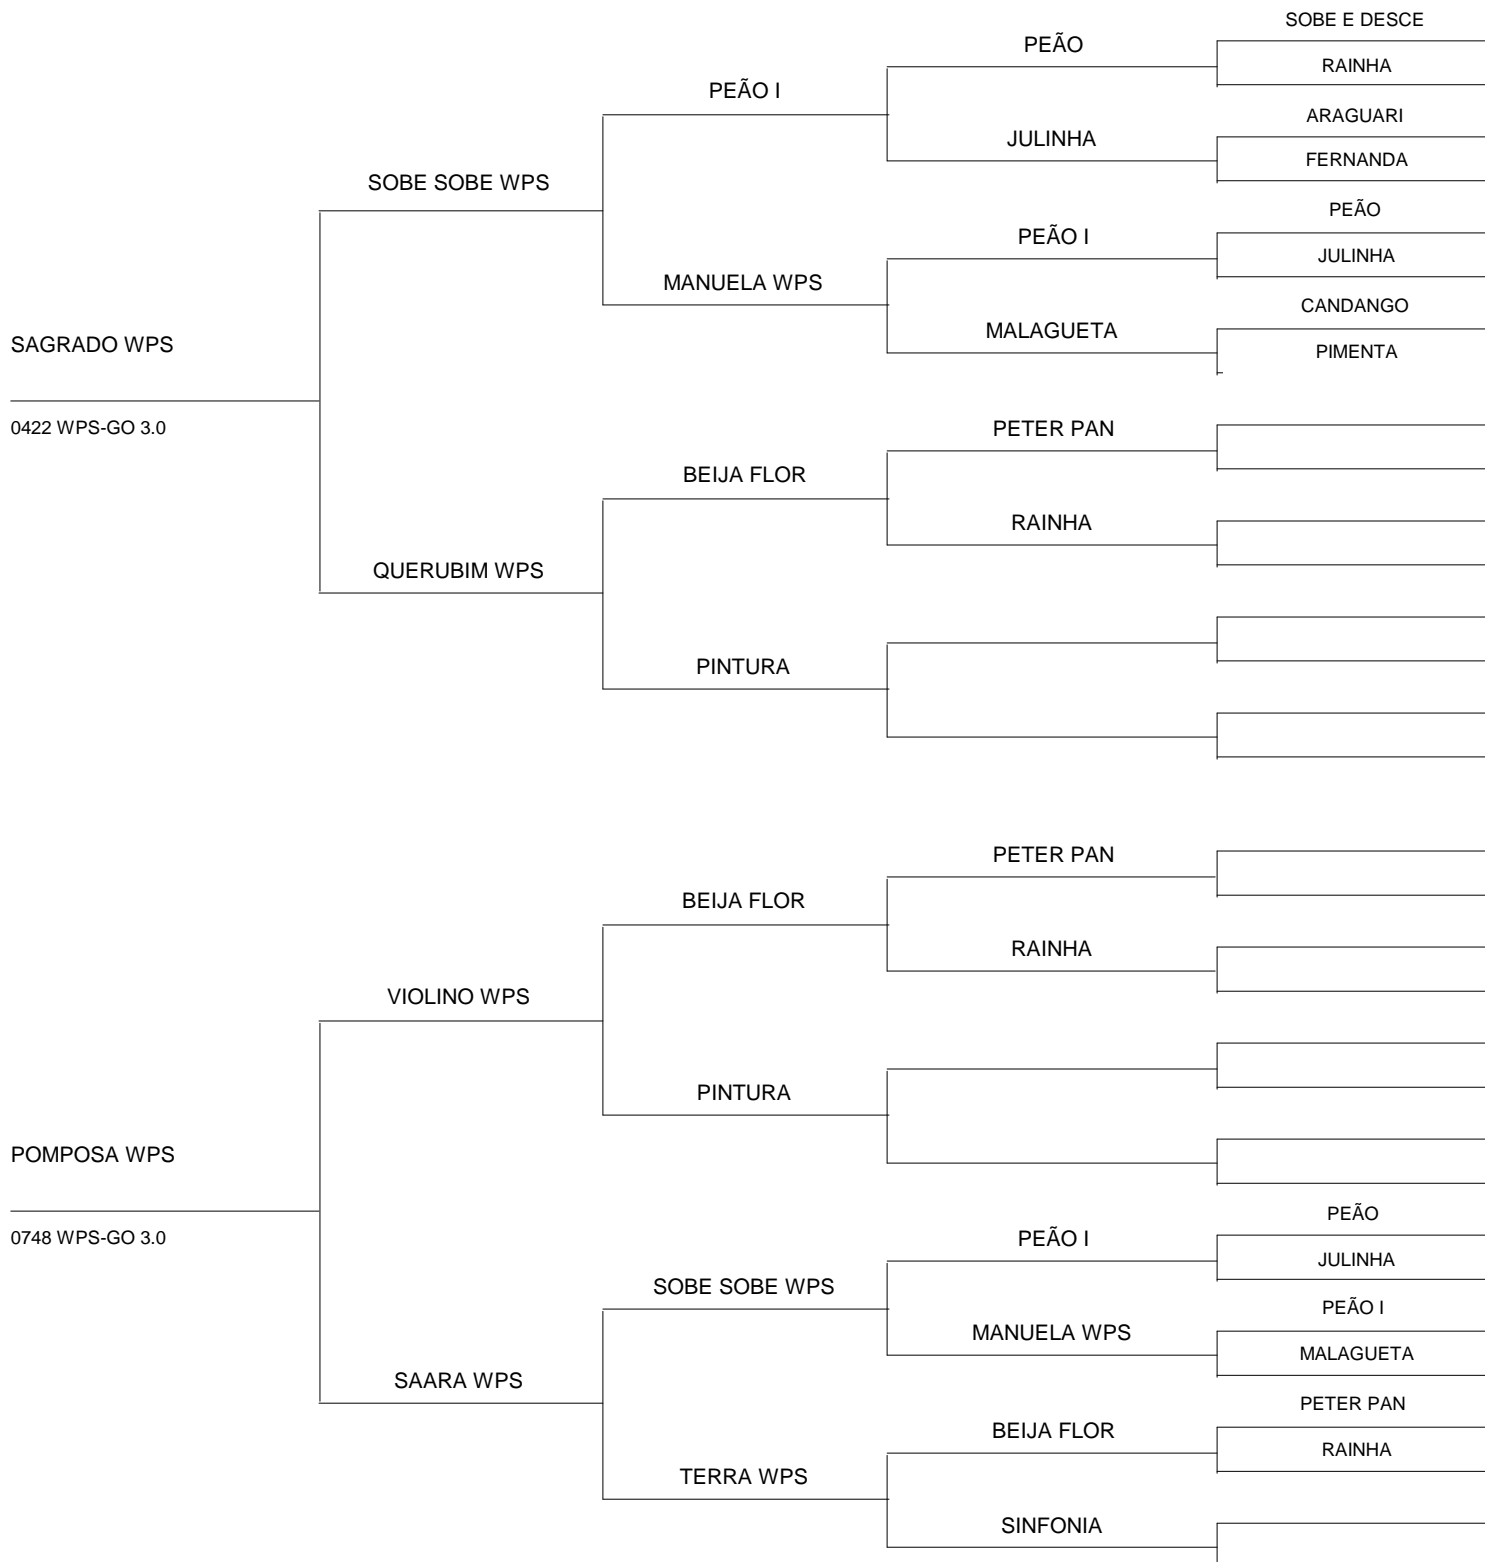 SOBE E DESCE
PEÃO
RAINHA
PEÃO I
ARAGUARI
JULINHA
FERNANDA
SOBE SOBE WPS
PEÃO
PEÃO I
JULINHA
MANUELA WPS
CANDANGO
MALAGUETA
SAGRADO WPS
PIMENTA
0422 WPS-GO 3.0
PETER PAN
BEIJA FLOR
RAINHA
QUERUBIM WPS
PINTURA
PETER PAN
BEIJA FLOR
RAINHA
VIOLINO WPS
PINTURA
POMPOSA WPS
PEÃO
0748 WPS-GO 3.0
PEÃO I
JULINHA
SOBE SOBE WPS
PEÃO I
MANUELA WPS
MALAGUETA
SAARA WPS
PETER PAN
BEIJA FLOR
RAINHA
TERRA WPS
SINFONIA